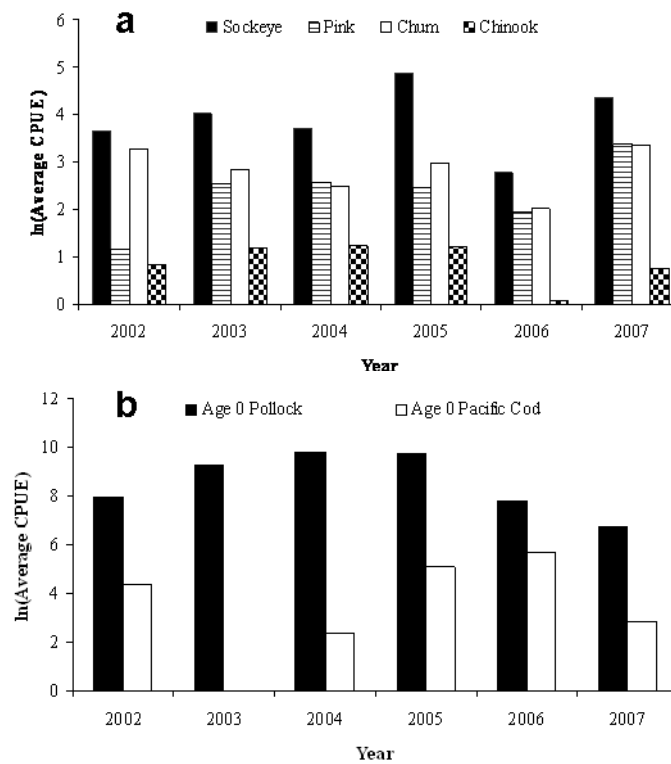 a
Sockeye Pink Chum Chinook
ln(Average CPUE)
6
5
4
3
2
1
0
2002 2003 2004 2005 2006 2007
Year
b
Age 0 Pollock Age 0 Pacific Cod
ln(Average CPUE)
12
10
8
6
4
2
0
2002 2003 2004 2005 2006 2007
Year